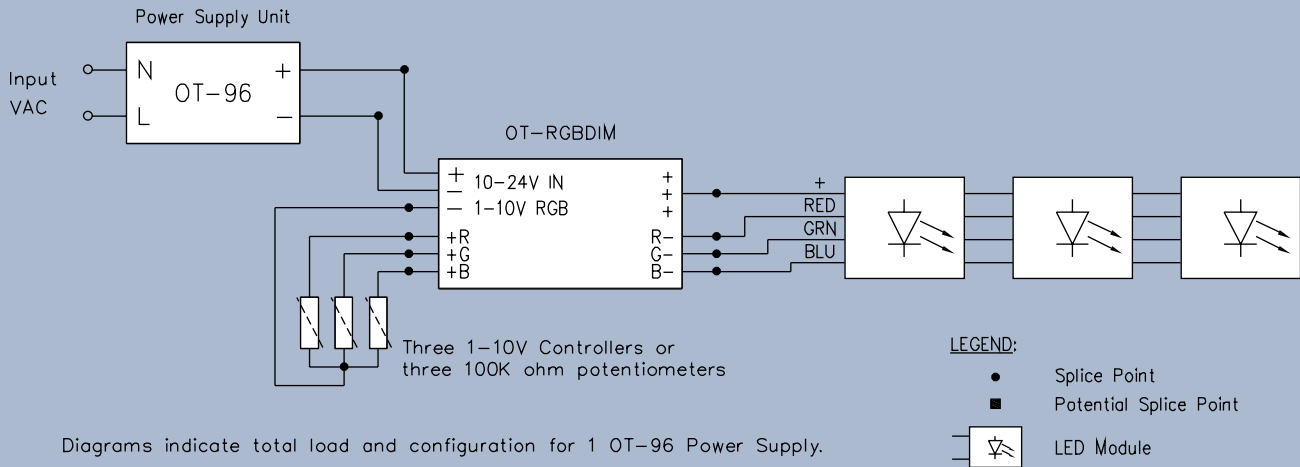 Power Supply Unit
Input
VAC
N
L
OT-96
+
-
OT-RGBDIM
+
-
10-24V IN
-
1-10V RGB
+R
+G
+B
+
+
+
R-
G-
B-
+
RED
GRN
BLU
Three 1-10V Controllers or
three 100K ohm potentiometers
LEGEND:
Splice Point
Potential Splice Point
LED Module
Diagrams indicate total load and configuration for 1 OT-96 Power Supply.